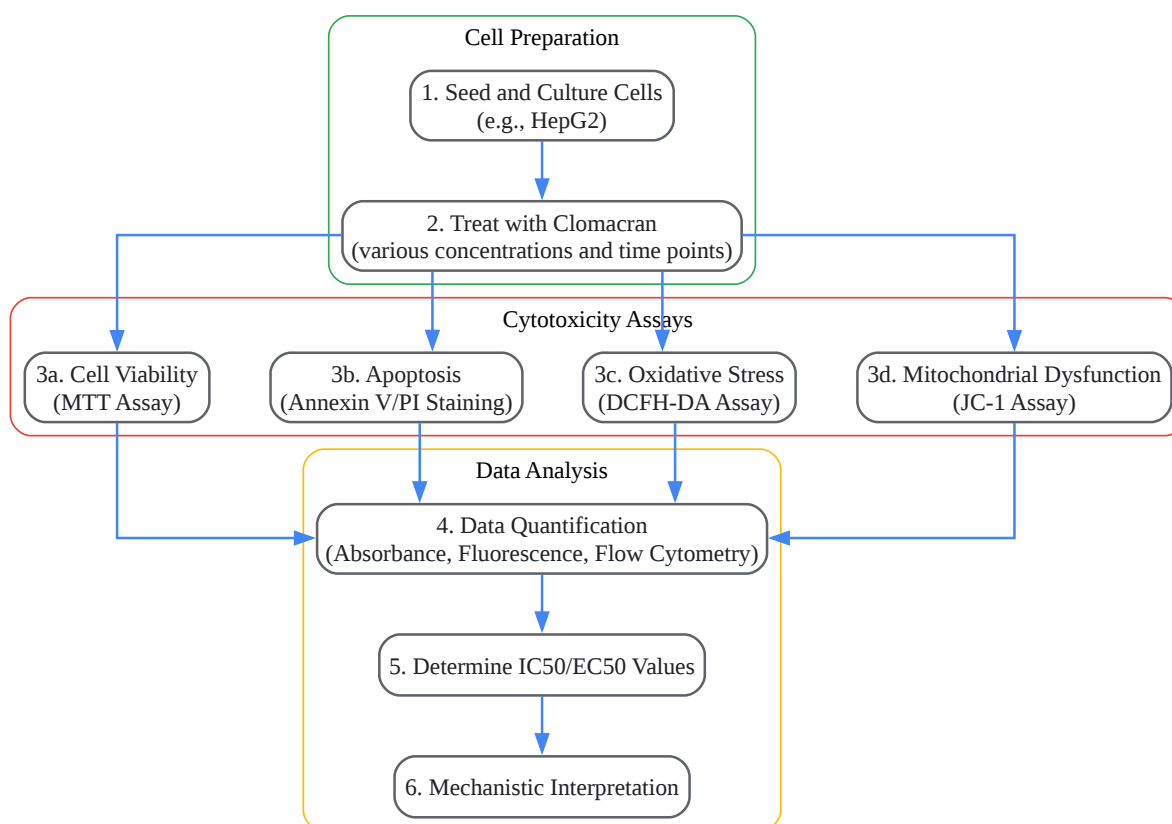 Cell Preparation
1. Seed and Culture Cells
(e.g., HepG2)
2. Treat with Clomacran
(various concentrations and time points)
Cytotoxicity Assays
3a. Cell Viability
(MTT Assay)
3b. Apoptosis
(Annexin V/PI Staining)
3c. Oxidative Stress
(DCFH-DA Assay)
3d. Mitochondrial Dysfunction
(JC-1 Assay)
Data Analysis
4. Data Quantification
(Absorbance, Fluorescence, Flow Cytometry)
5. Determine IC50/EC50 Values
6. Mechanistic Interpretation